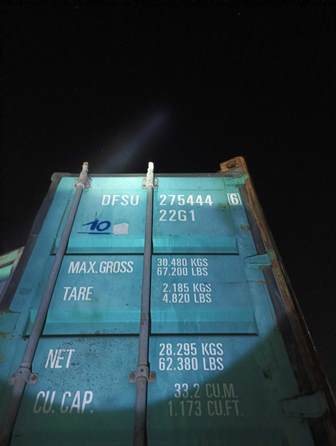 DFSU 275444 6
22G1
10
MAX.GROSS 30.480 KGS
67.200 LBS
TARE 2.185 KGS
4.820 LBS
NET 28.295 KGS
62.380 LBS
CU. CAP. 33.2 CU.M.
1.173 CU.FT.